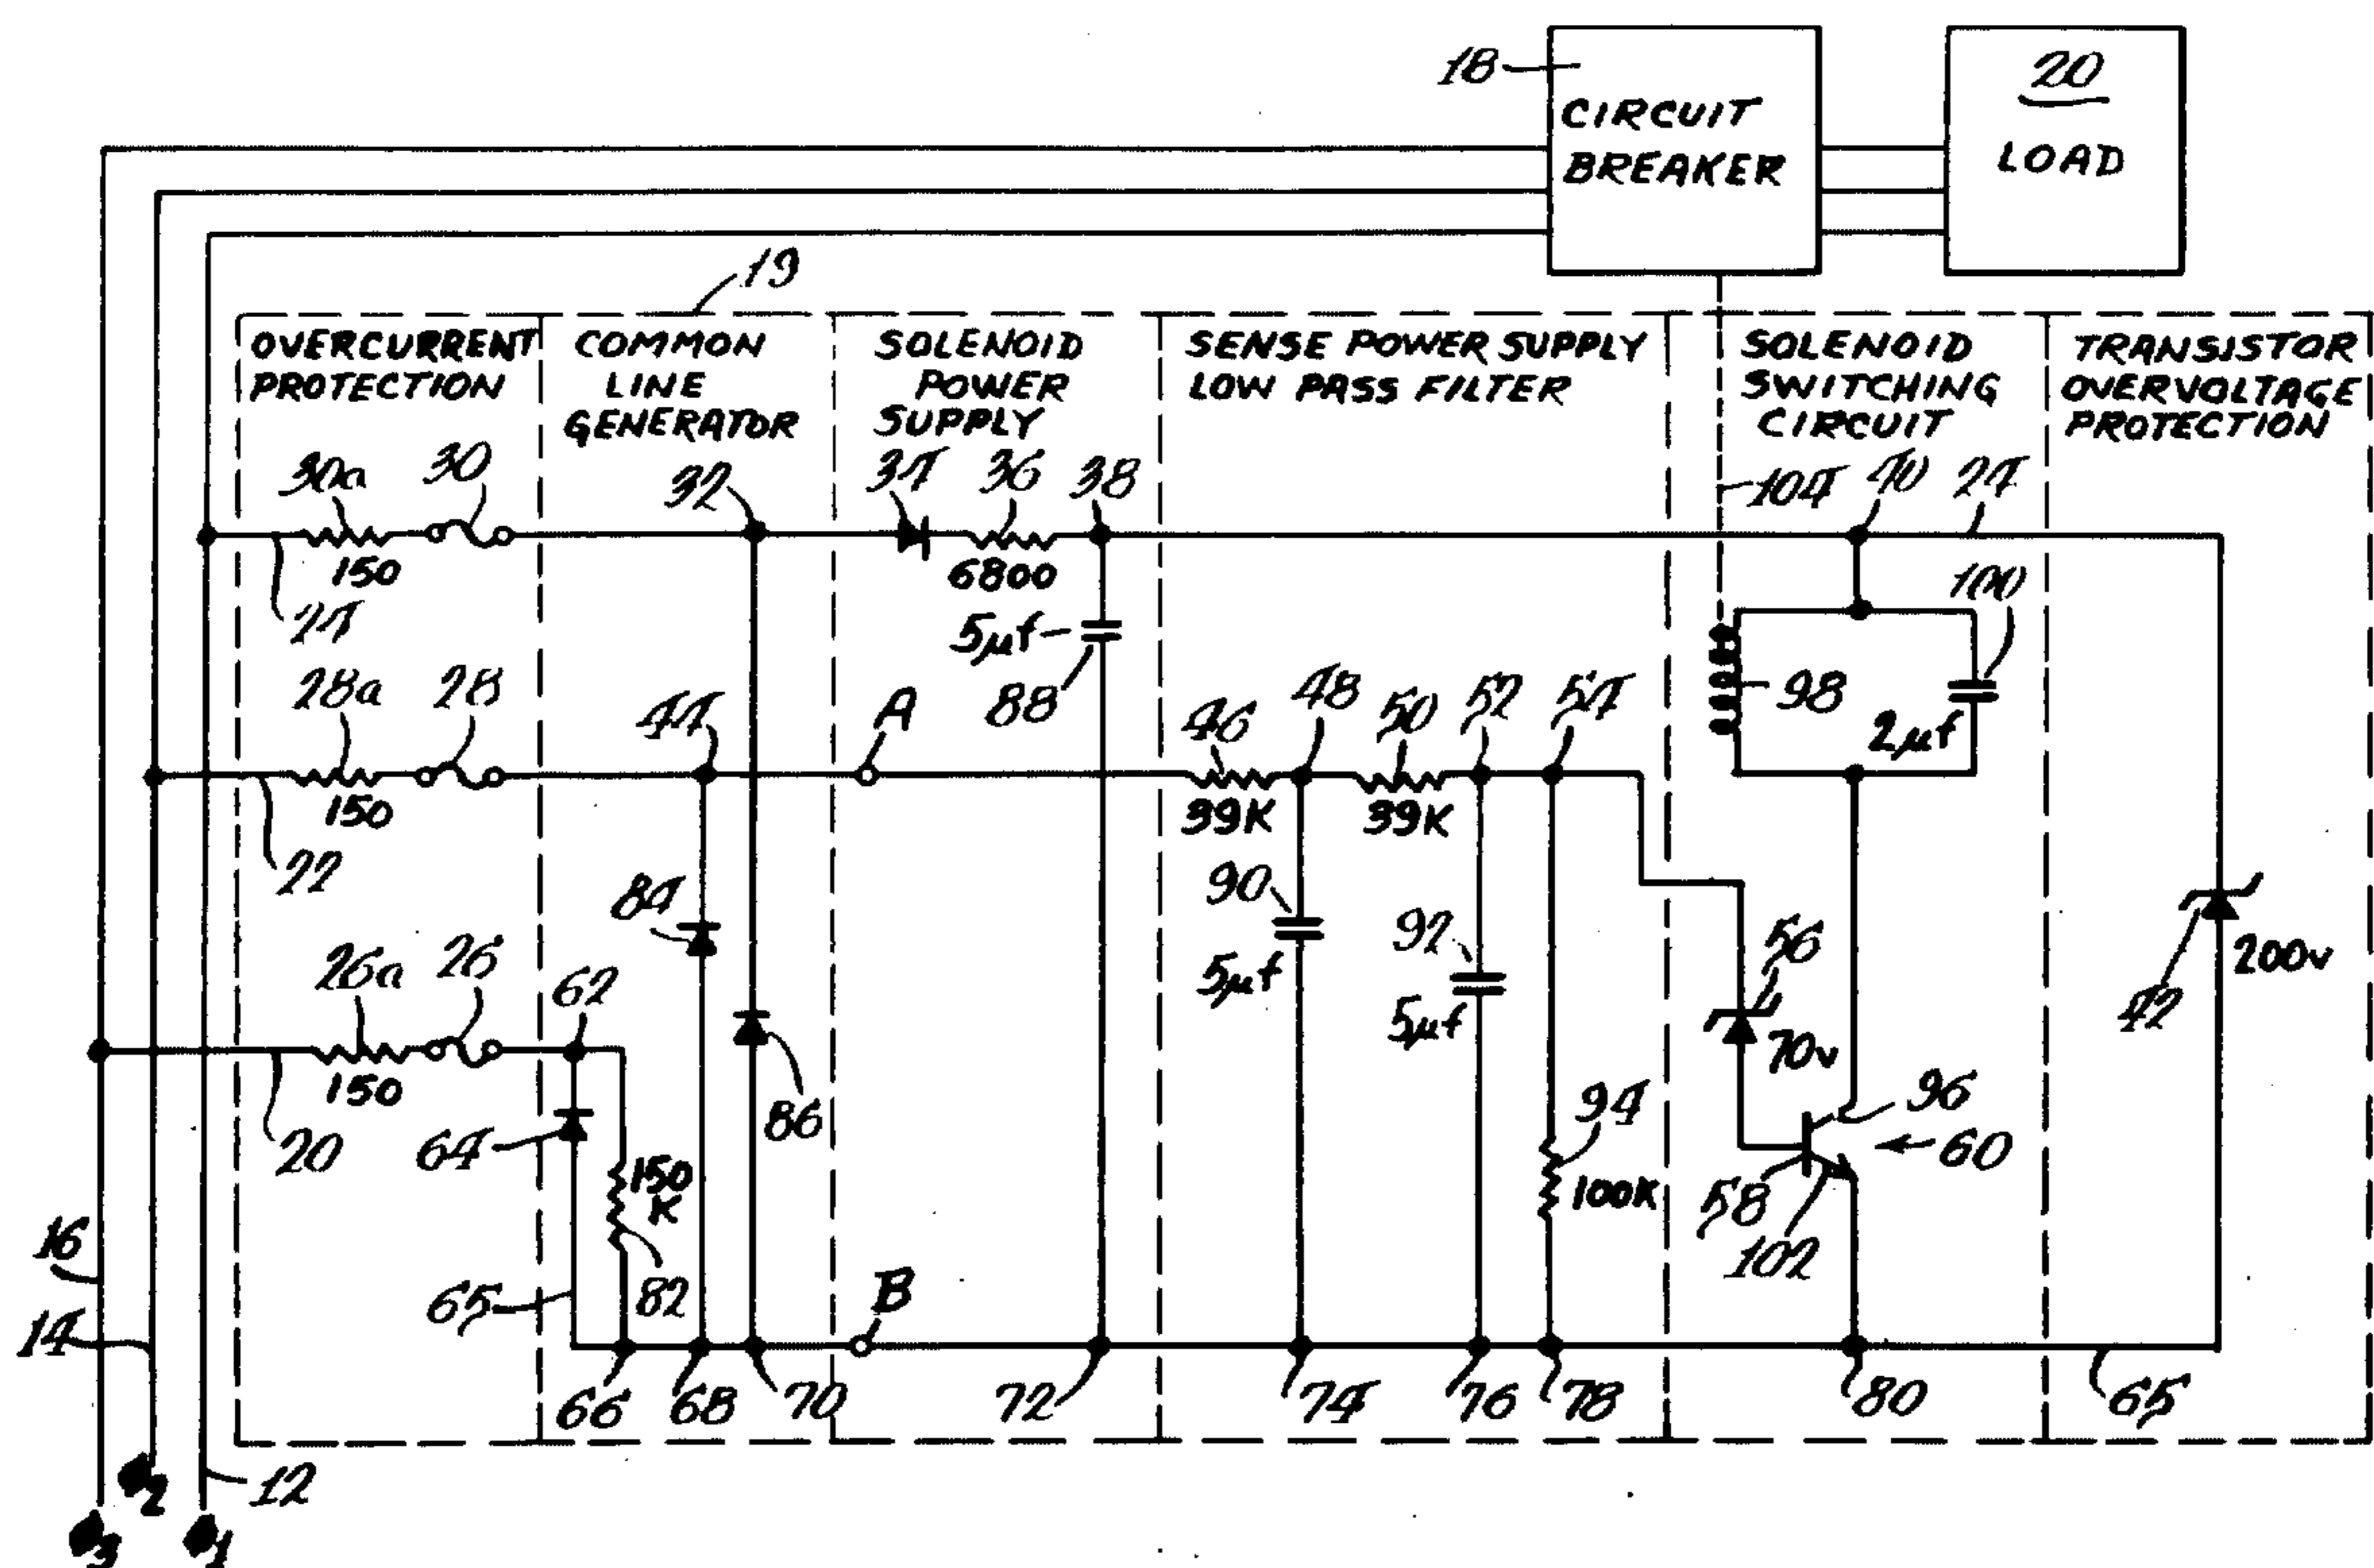 18
CIRCUIT
BREAKER
20
LOAD
19
OVERCURRENT
PROTECTION
COMMON
LINE
GENERATOR
SOLENOID
POWER
SUPPLY
SENSE POWER SUPPLY
LOW PASS FILTER
SOLENOID
SWITCHING
CIRCUIT
TRANSISTOR
OVERVOLTAGE
PROTECTION
30a
30
32
34
36
38
104
40
24
150
6800
24
5μf
88
100
98
2μf
28a
28
44
A
46
48
50
52
54
150
39K
39K
22
84
90
5μf
92
5μf
56
70v
42
200v
26a
26
62
150
20
64
86
150
K
94
100K
96
60
58
102
16
65
82
B
14
66
68
70
72
74
76
78
80
65
12
φ2
φ3
φ1